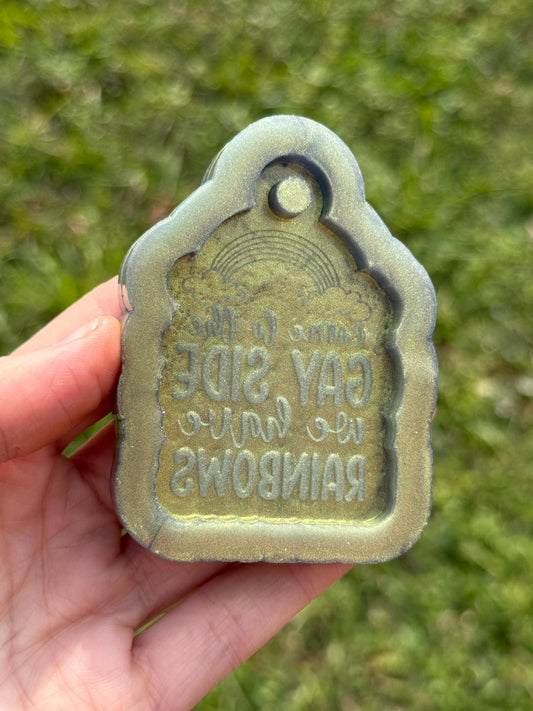 come to the
GAY SIDE
we have
RAINBOWS